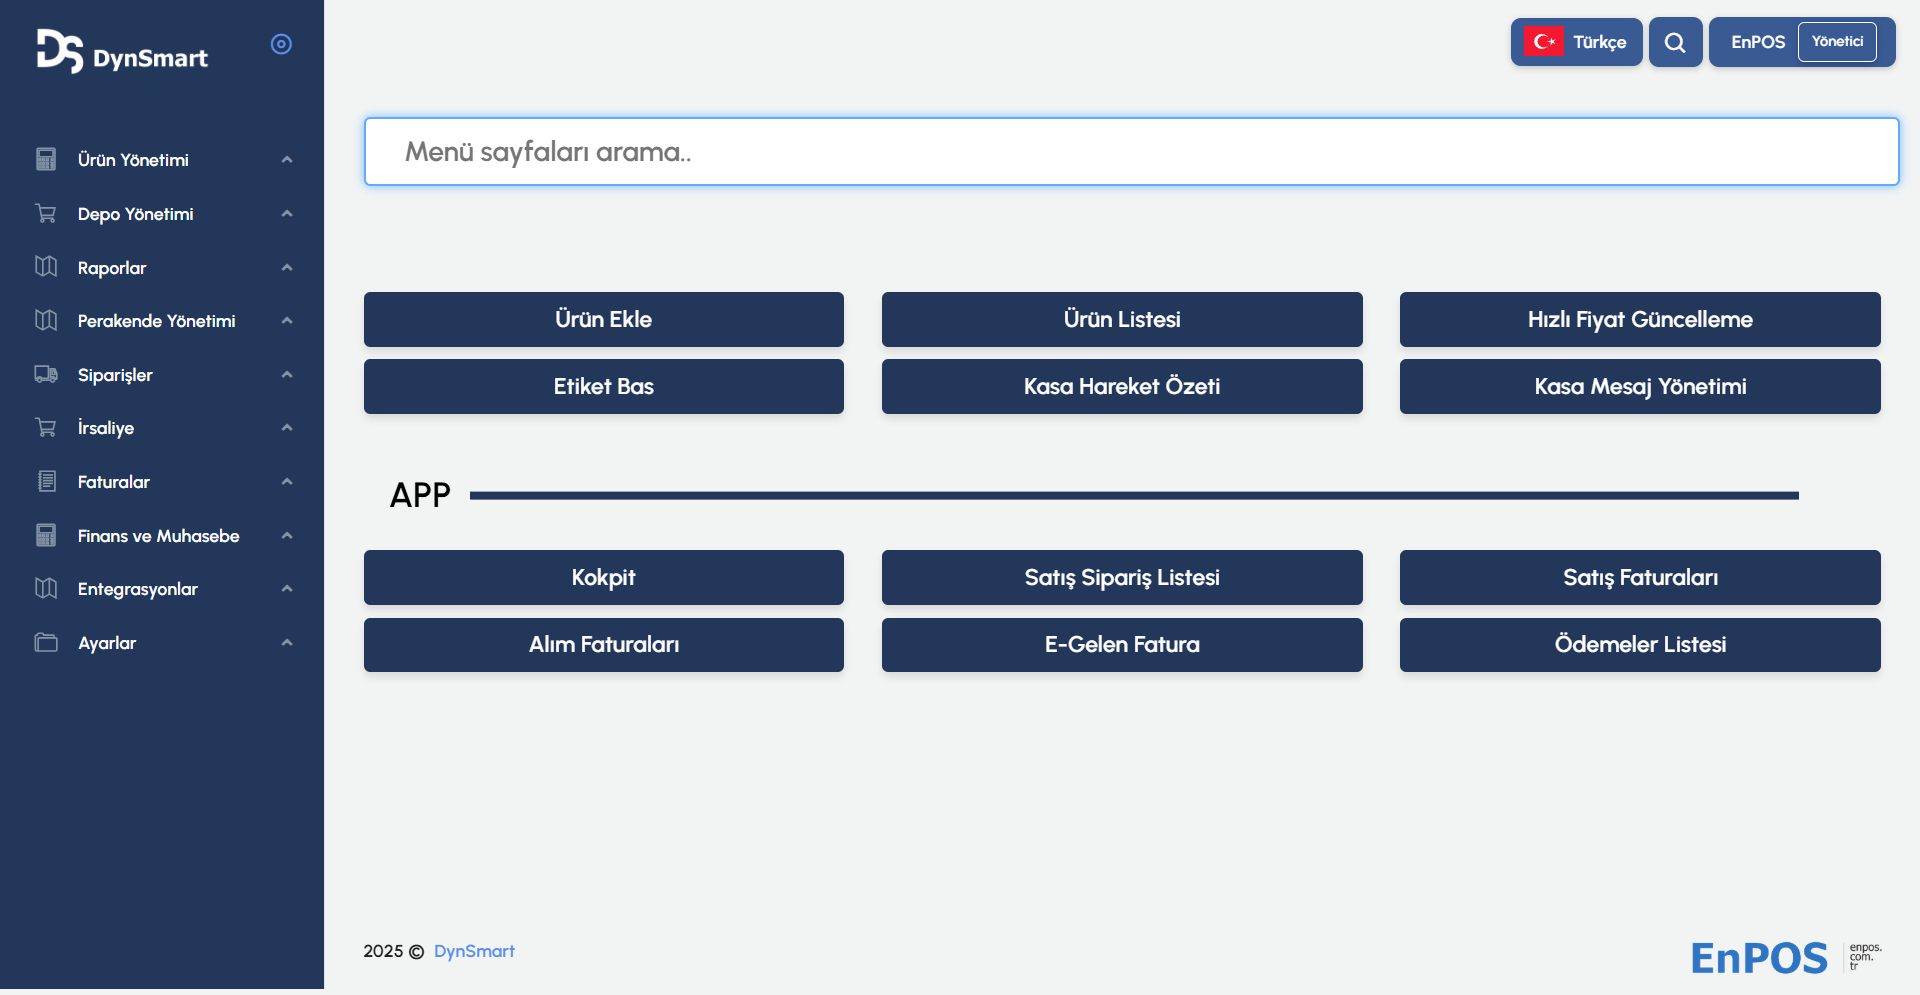 DS DynSmart
Türkçe
EnPOS Yönetici
Menü sayfaları arama..
Ürün Yönetimi
Depo Yönetimi
Raporlar
Perakende Yönetimi
Siparişler
İrsaliye
Faturalar
Finans ve Muhasebe
Entegrasyonlar
Ayarlar
Ürün Ekle
Ürün Listesi
Hızlı Fiyat Güncelleme
Etiket Bas
Kasa Hareket Özeti
Kasa Mesaj Yönetimi
APP
Kokpit
Satış Sipariş Listesi
Satış Faturaları
Alım Faturaları
E-Gelen Fatura
Ödemeler Listesi
2025 © DynSmart
EnPOS
enpos.
com.
tr